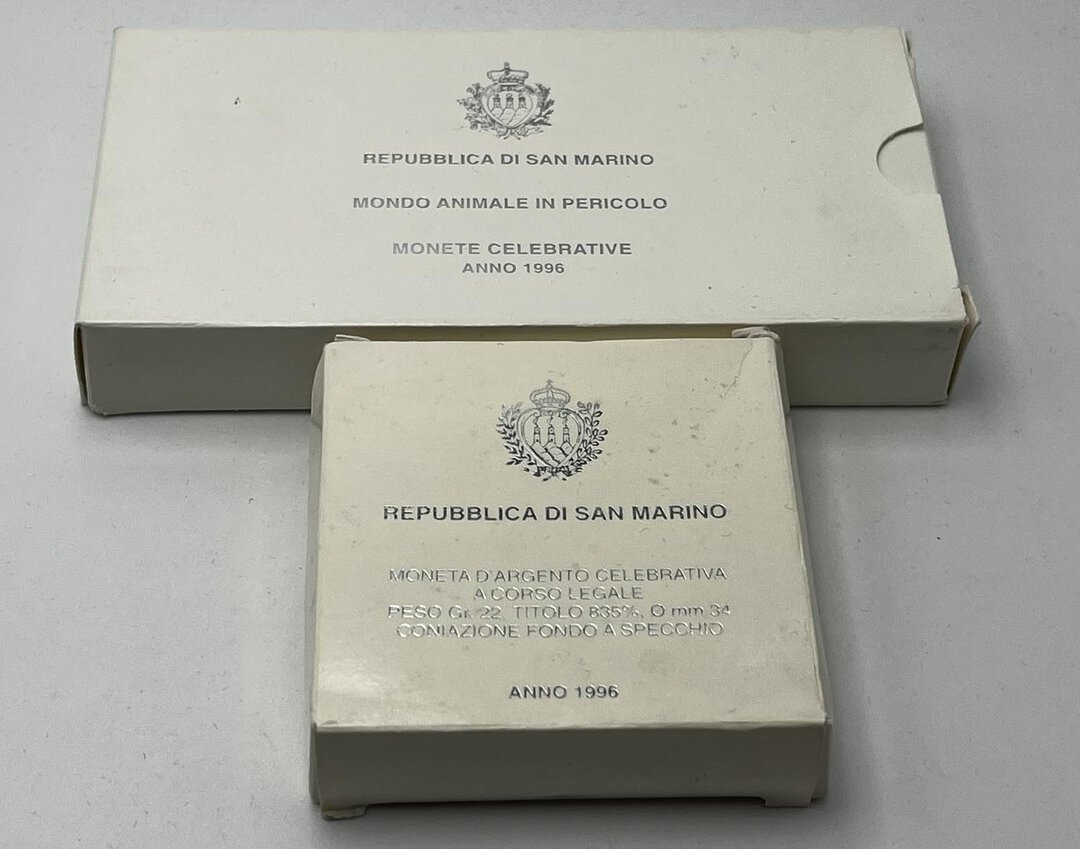 REPUBBLICA DI SAN MARINO
MONDO ANIMALE IN PERICOLO
MONETE CELEBRATIVE
ANNO 1996
REPUBBLICA DI SAN MARINO
MONETA D'ARGENTO CELEBRATIVA
A CORSO LEGALE
PESO Gr. 22, TITOLO 835‰, Ø mm 34
CONIAZIONE FONDO A SPECCHIO
ANNO 1996